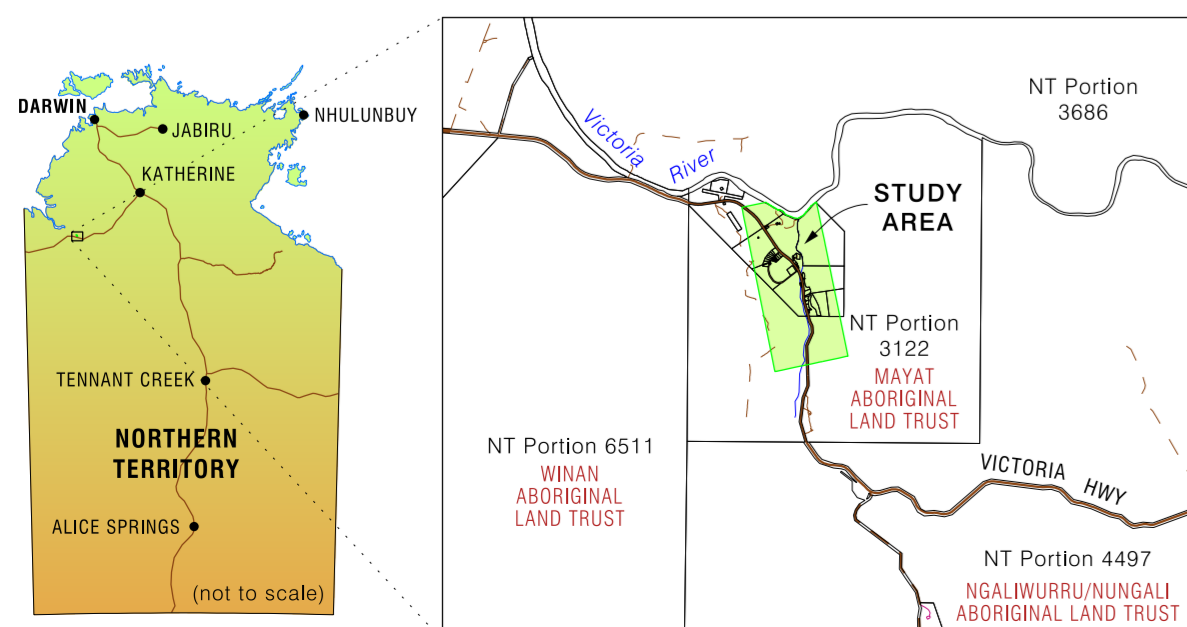 DARWIN
JABIRU
NHULUNBUY
KATHERINE
TENNANT CREEK
NORTHERN
TERRITORY
ALICE SPRINGS
(not to scale)
NT Portion
3686
Victoria
River
STUDY
AREA
NT Portion
3122
MAYAT
ABORIGINAL
LAND TRUST
NT Portion 6511
WINAN
ABORIGINAL
LAND TRUST
VICTORIA HWY
NT Portion 4497
NGALIWURRU/NUNGALI
ABORIGINAL LAND TRUST